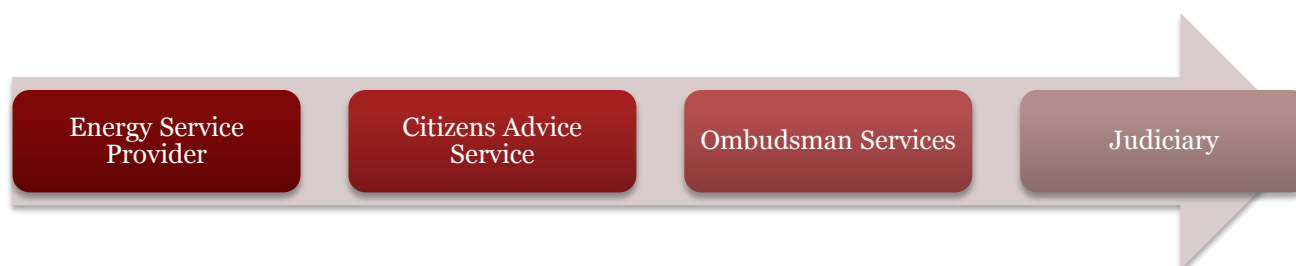 Energy Service
Provider
Citizens Advice
Service
Ombudsman Services
Judiciary